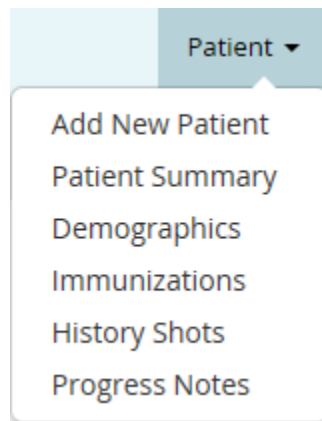 Patient
Add New Patient
Patient Summary
Demographics
Immunizations
History Shots
Progress Notes